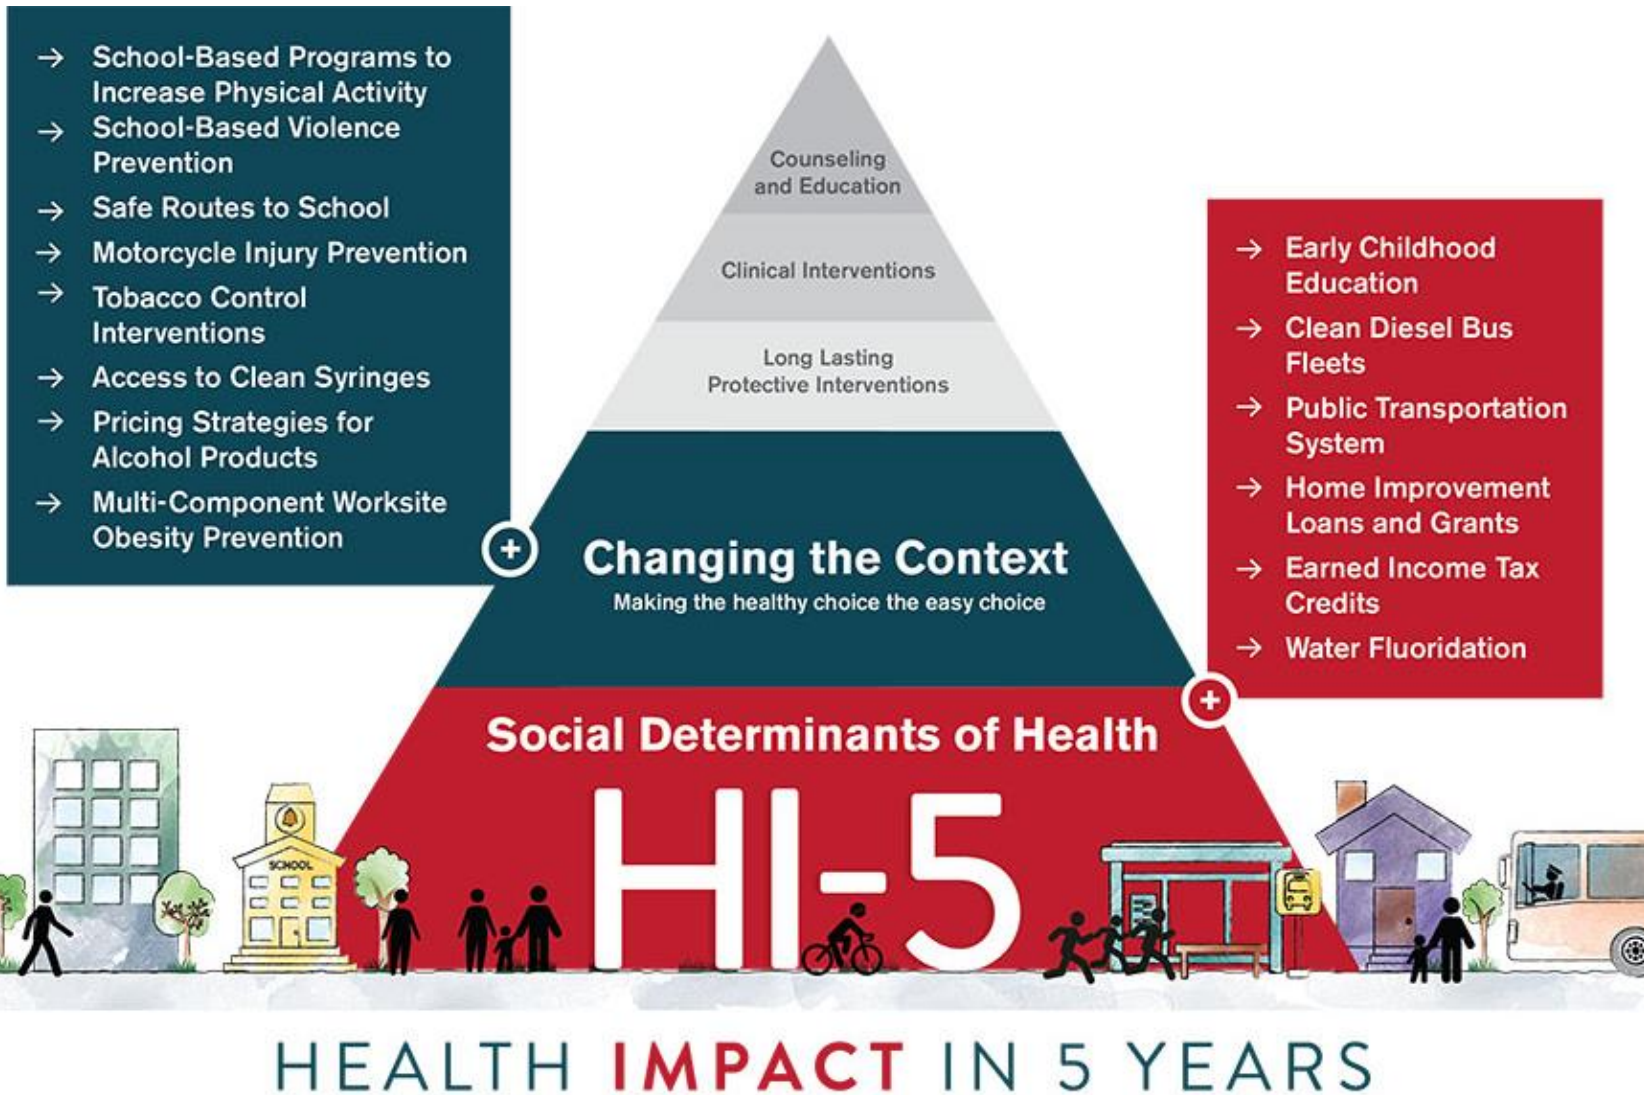 → School-Based Programs to
Increase Physical Activity
→ School-Based Violence
Prevention
→ Safe Routes to School
→ Motorcycle Injury Prevention
→ Tobacco Control
Interventions
→ Access to Clean Syringes
→ Pricing Strategies for
Alcohol Products
→ Multi-Component Worksite
Obesity Prevention
Counseling
and Education
Clinical Interventions
Long Lasting
Protective Interventions
Changing the Context
Making the healthy choice the easy choice
→ Early Childhood
Education
→ Clean Diesel Bus
Fleets
→ Public Transportation
System
→ Home Improvement
Loans and Grants
→ Earned Income Tax
Credits
→ Water Fluoridation
Social Determinants of Health
HI-5
SCHOOL
HEALTH IMPACT IN 5 YEARS